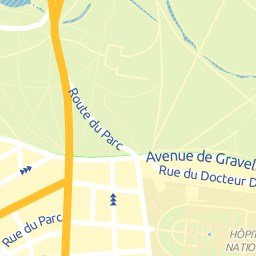 Route du Parc
Avenue de Gravel
Rue du Docteur D
Rue du Parc
HÔPI
NATIO